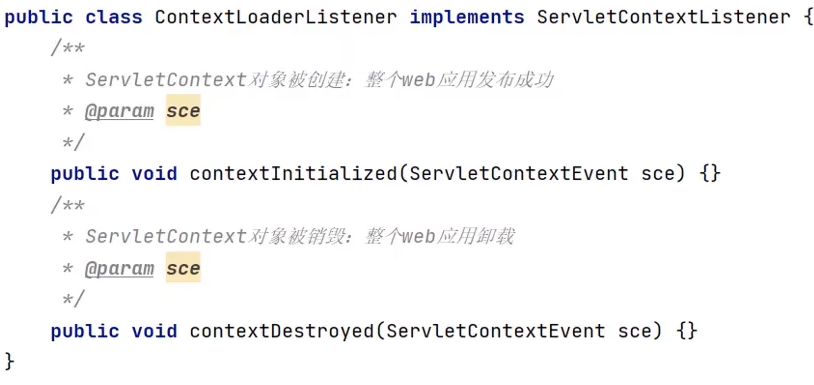 public class ContextLoaderListener implements ServletContextListener {
    /**
     * ServletContext对象被创建：整个web应用发布成功
     * @param sce
     */
    public void contextInitialized(ServletContextEvent sce) {}
    /**
     * ServletContext对象被销毁：整个web应用卸载
     * @param sce
     */
    public void contextDestroyed(ServletContextEvent sce) {}
}